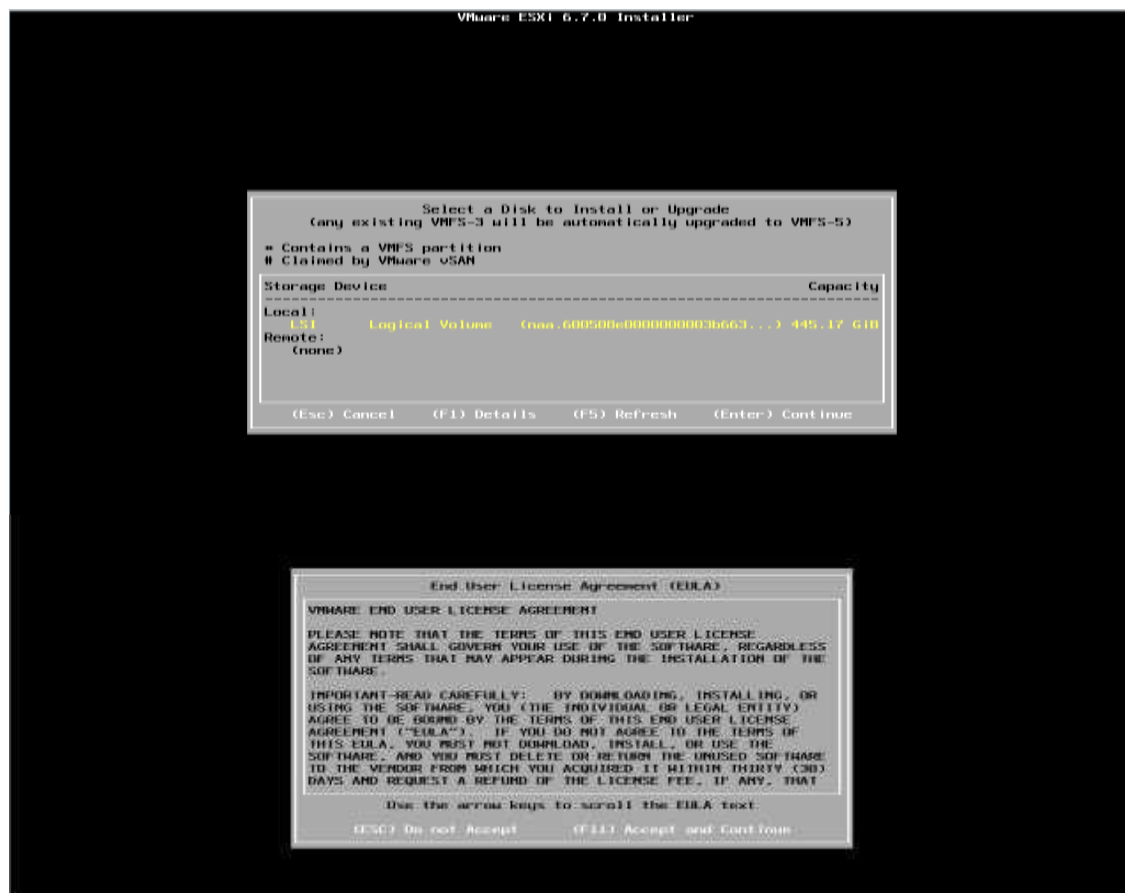 VMware ESXi 6.7.0 Installer
Select a Disk to Install or Upgrade
(any existing VMFS-3 will be automatically upgraded to VMFS-5)
* Contains a VMFS partition
# Claimed by VMware vSAN
Storage Device Capacity
Local:
LSI Logical Volume (naa.600508e0000000003b663...) 445.17 GiB
Remote:
(none)
(Esc) Cancel (F1) Details (F5) Refresh (Enter) Continue
End User License Agreement (EULA)
VMWARE END USER LICENSE AGREEMENT
PLEASE NOTE THAT THE TERMS OF THIS END USER LICENSE
AGREEMENT SHALL GOVERN YOUR USE OF THE SOFTWARE, REGARDLESS
OF ANY TERMS THAT MAY APPEAR DURING THE INSTALLATION OF THE
SOFTWARE.
IMPORTANT-READ CAREFULLY: BY DOWNLOADING, INSTALLING, OR
USING THE SOFTWARE, YOU (THE INDIVIDUAL OR LEGAL ENTITY)
AGREE TO BE BOUND BY THE TERMS OF THIS END USER LICENSE
AGREEMENT ("EULA"). IF YOU DO NOT AGREE TO THE TERMS OF
THIS EULA, YOU MUST NOT DOWNLOAD, INSTALL, OR USE THE
SOFTWARE, AND YOU MUST DELETE OR RETURN THE UNUSED SOFTWARE
TO THE VENDOR FROM WHICH YOU ACQUIRED IT WITHIN THIRTY (30)
DAYS AND REQUEST A REFUND OF THE LICENSE FEE, IF ANY, THAT
Use the arrow keys to scroll the EULA text
(ESC) Do not Accept (F11) Accept and Continue